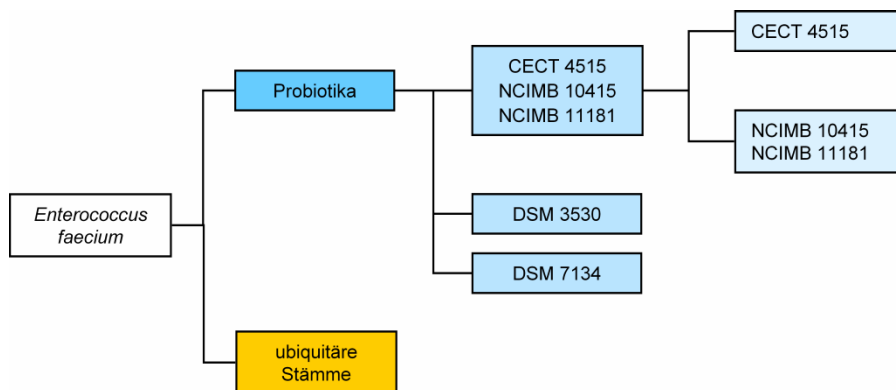 Enterococcus
faecium
Probiotika
ubiquitäre
Stämme
CECT 4515
NCIMB 10415
NCIMB 11181
DSM 3530
DSM 7134
CECT 4515
NCIMB 10415
NCIMB 11181